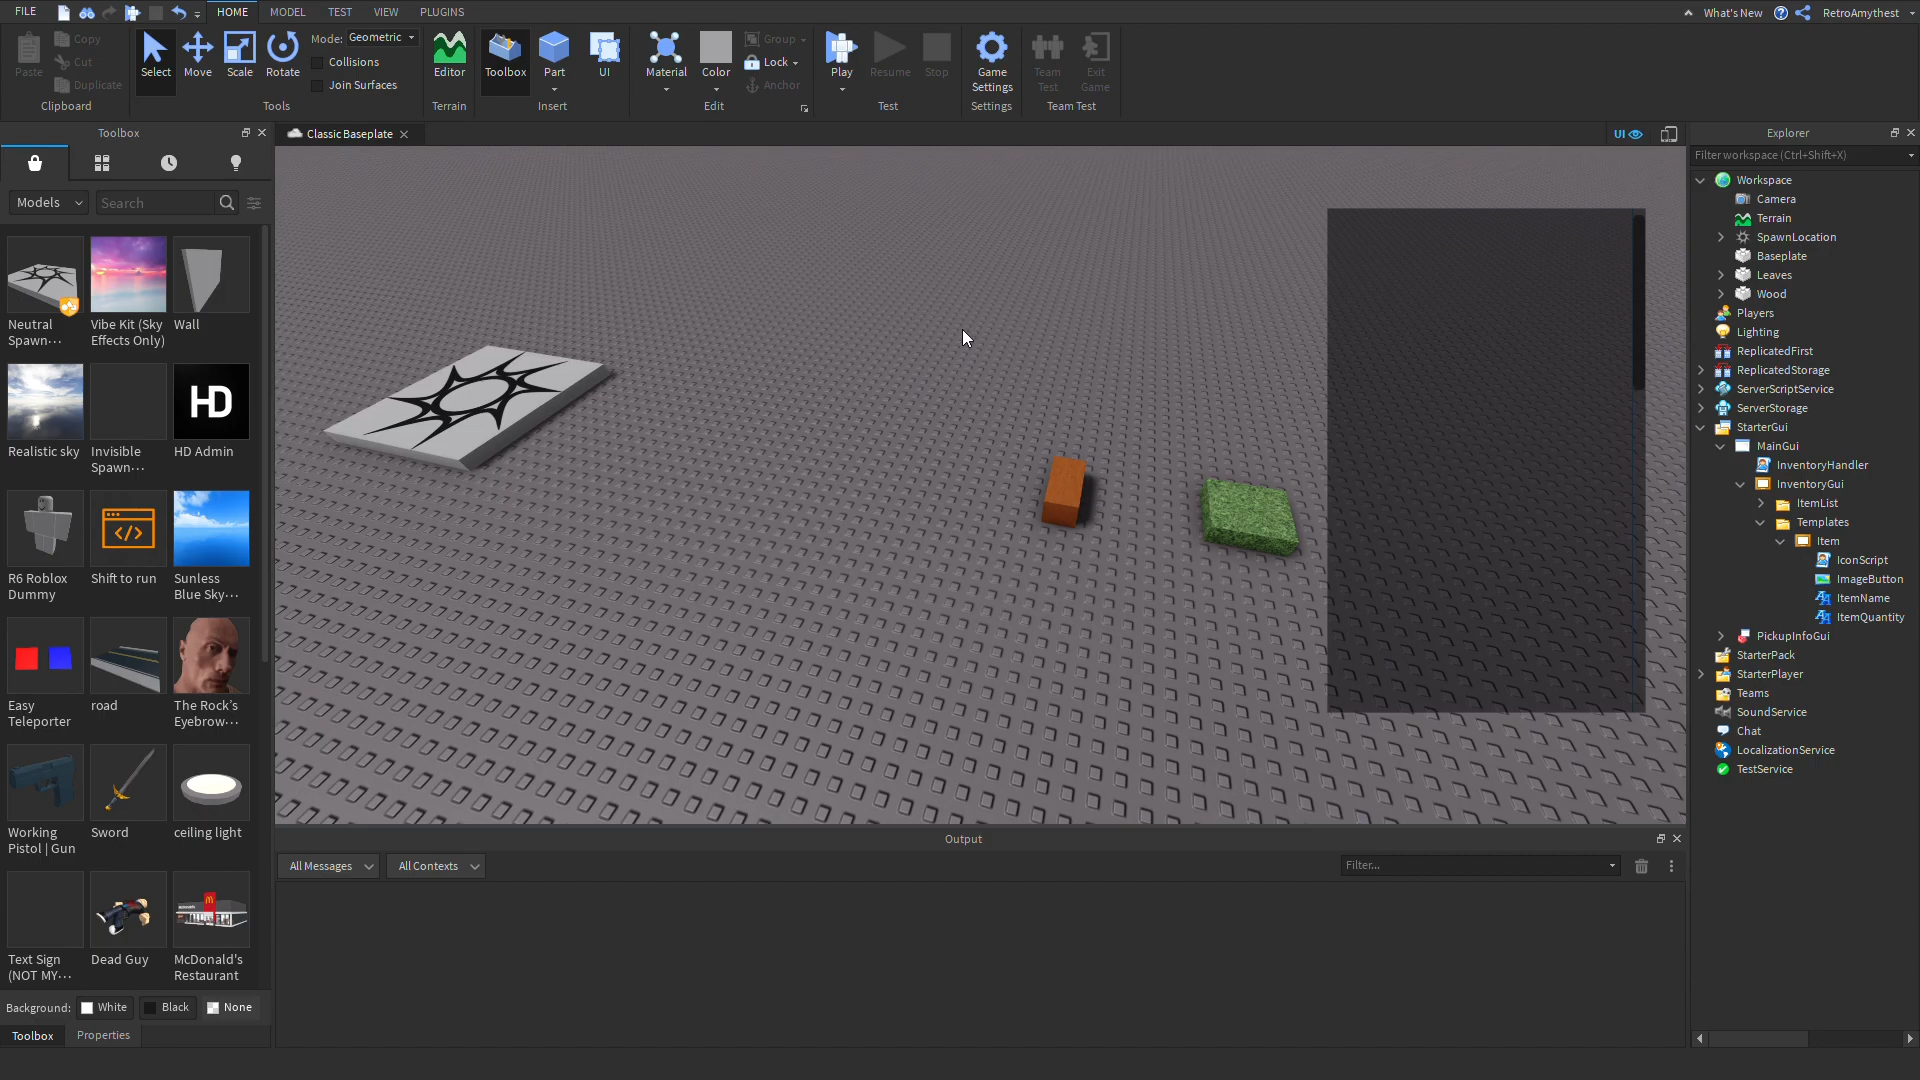 FILE HOME MODEL TEST VIEW PLUGINS What's New RetroAmythest
Paste Copy Cut Duplicate
Select Move Scale Rotate
Mode: Geometric
Collisions
Join Surfaces
Editor Toolbox Part UI Material Color
Group
Lock
Anchor
Play Resume Stop Game Settings Team Test Exit Game
Clipboard Tools Terrain Insert Edit Test Settings Team Test
Toolbox
Models Search
Neutral Spawn···
Vibe Kit (Sky Effects Only)
Wall
Realistic sky
Invisible Spawn···
HD
HD Admin
R6 Roblox Dummy
Shift to run
Sunless Blue Sky···
Easy Teleporter
road
The Rock's Eyebrow···
Working Pistol | Gun
Sword
ceiling light
Text Sign (NOT MY···
Dead Guy
McDonald's Restaurant
Background: White Black None
Toolbox Properties
Classic Baseplate
UI
Output
All Messages All Contexts Filter...
Explorer
Filter workspace (Ctrl+Shift+X)
Workspace
Camera
Terrain
SpawnLocation
Baseplate
Leaves
Wood
Players
Lighting
ReplicatedFirst
ReplicatedStorage
ServerScriptService
ServerStorage
StarterGui
MainGui
InventoryHandler
InventoryGui
ItemList
Templates
Item
IconScript
ImageButton
ItemName
ItemQuantity
PickupInfoGui
StarterPack
StarterPlayer
Teams
SoundService
Chat
LocalizationService
TestService